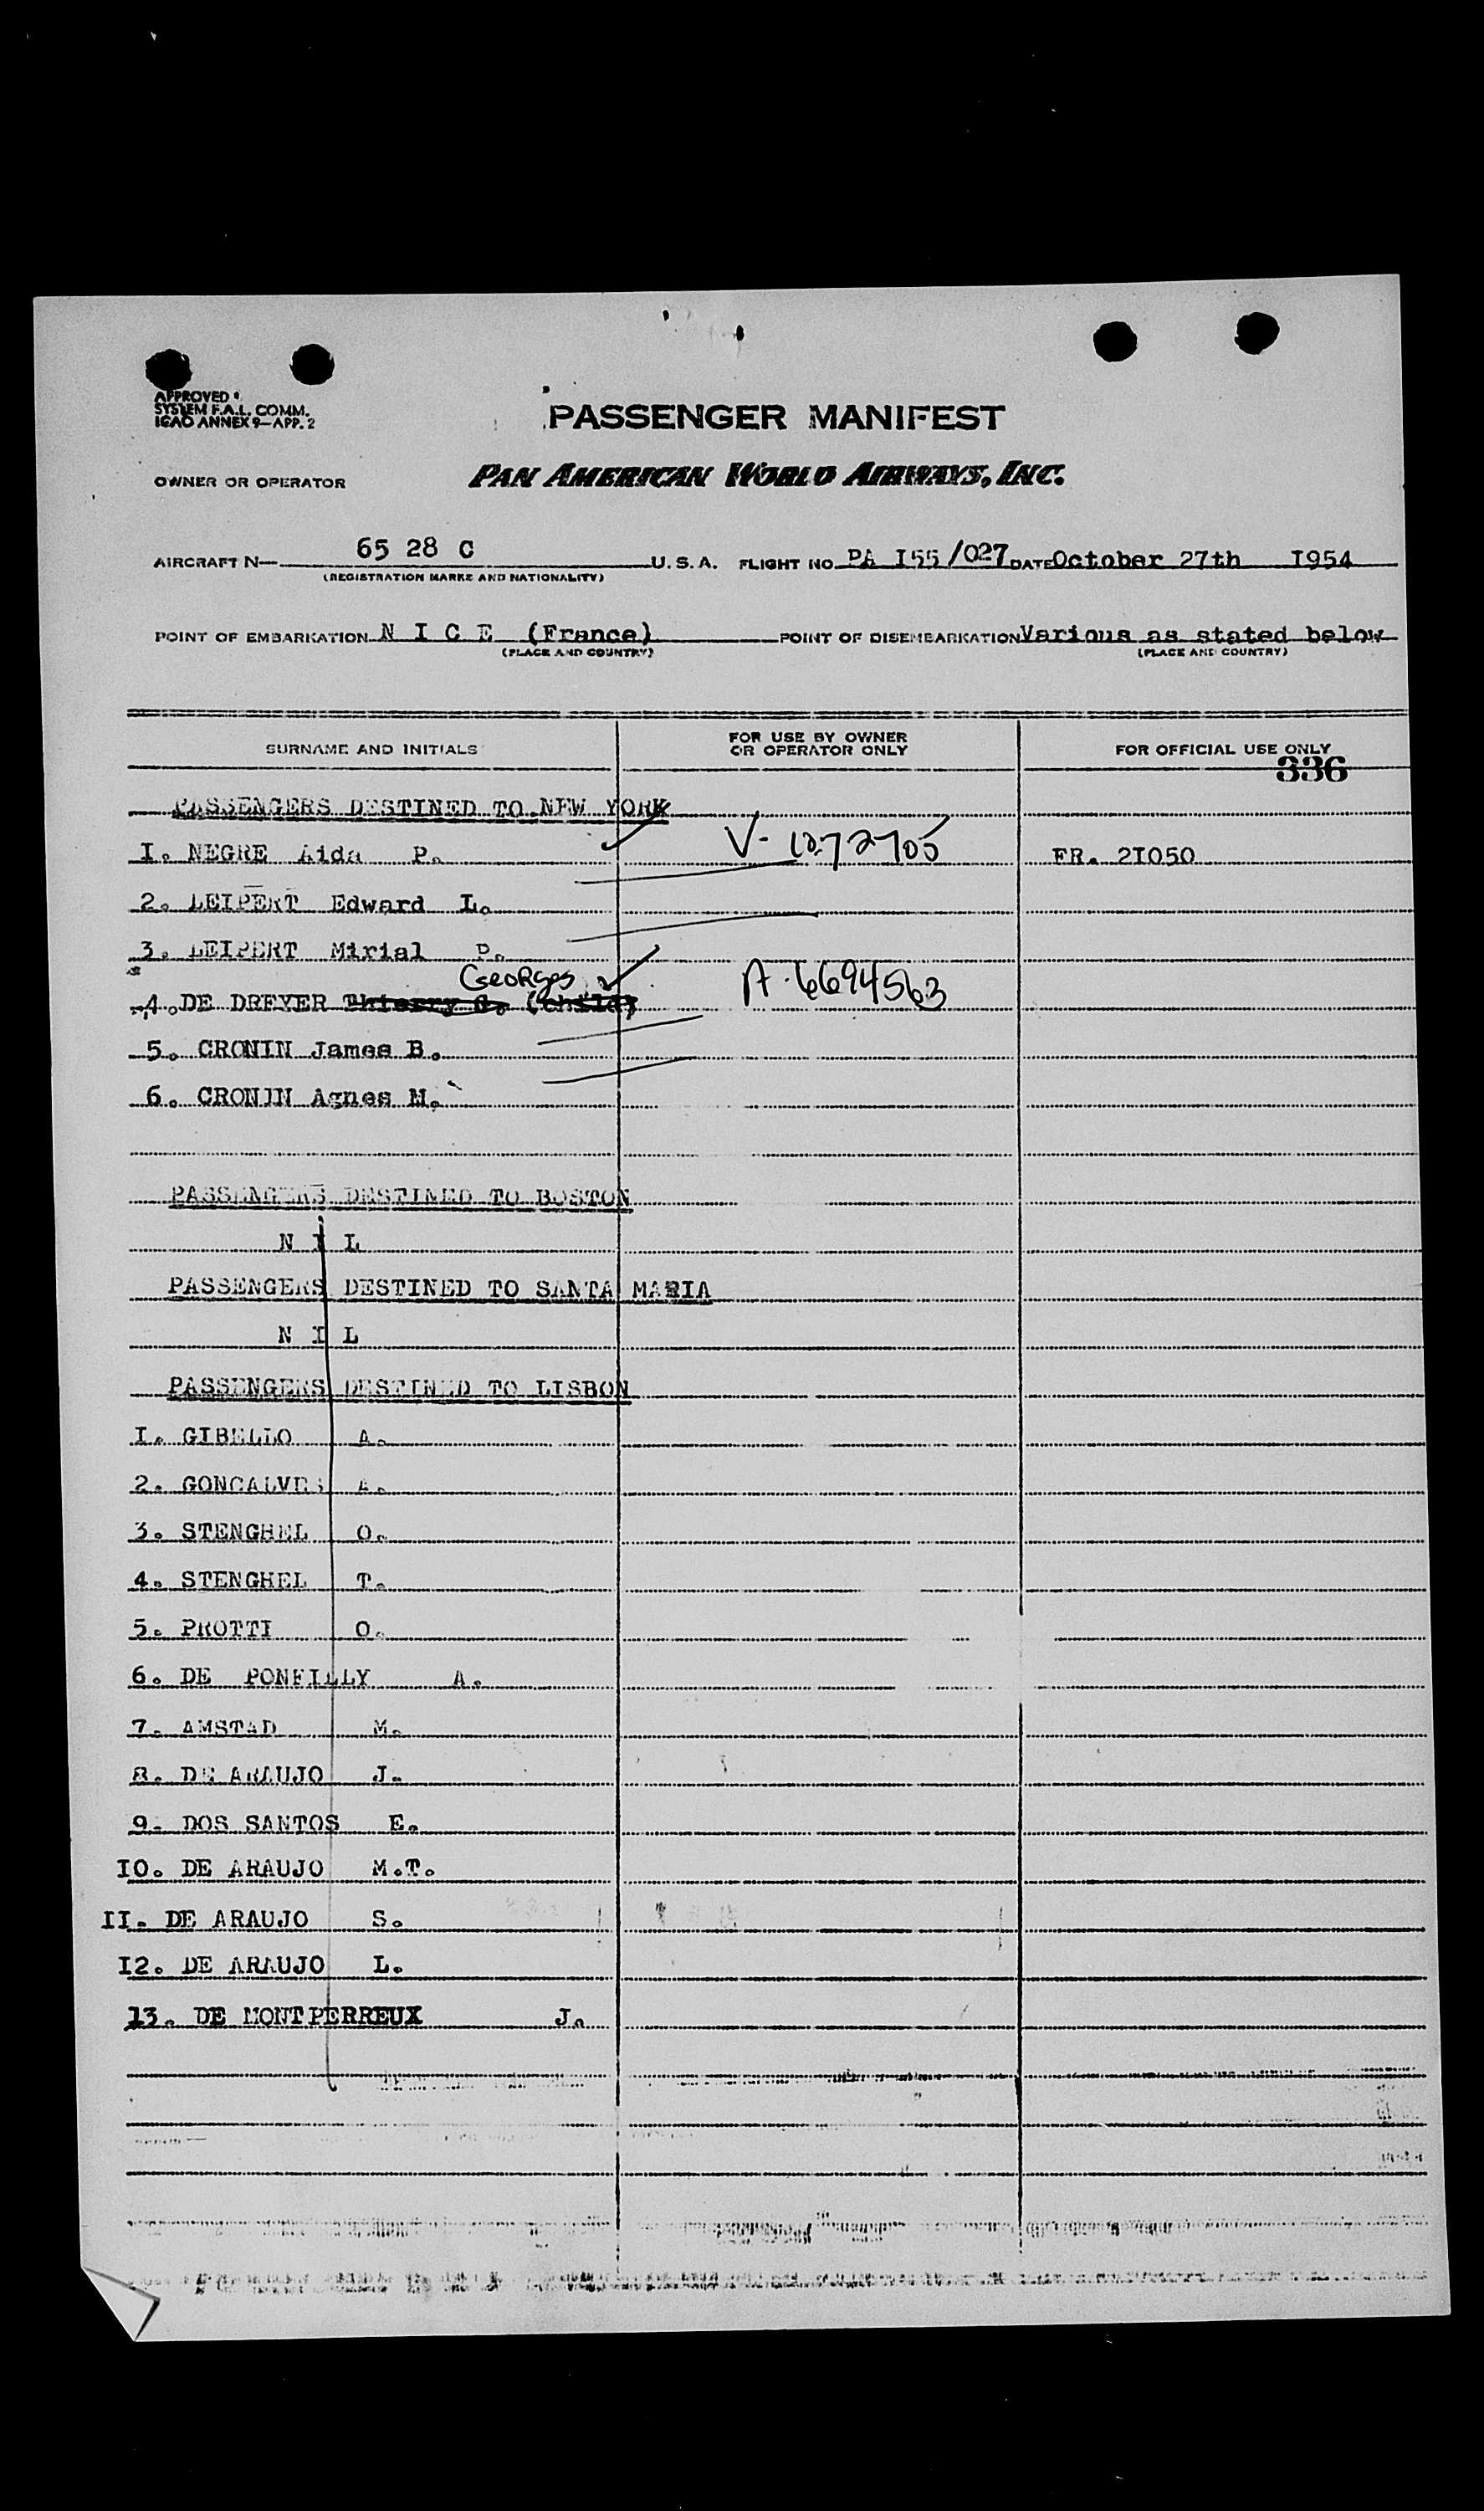 APPROVED
SYSTEM F.A.L. COMM.
ICAO ANNEX 9—APP. 2
PASSENGER MANIFEST
OWNER OR OPERATOR PAN AMERICAN WORLD AIRWAYS, INC.
AIRCRAFT N— 65 28 C U.S.A. FLIGHT NO. PA I55/027 DATE October 27th I954
(REGISTRATION MARKS AND NATIONALITY)
POINT OF EMBARKATION N I C E (France) POINT OF DISEMBARKATION Various as stated below
(PLACE AND COUNTRY) (PLACE AND COUNTRY)
SURNAME AND INITIALS FOR USE BY OWNER OR OPERATOR ONLY FOR OFFICIAL USE ONLY
336
PASSENGERS DESTINED TO NEW YORK
I. NEGRE Aida P. V- 1272705 FR. 2I050
2. LEIPERT Edward L.
3. LEIPERT Mirial P.
Georges
4. DE DREYER Thierry G. (Child) A-6694563
5. CRONIN James B.
6. CRONIN Agnes M.
PASSENGERS DESTINED TO BOSTON
N I L
PASSENGERS DESTINED TO SANTA MARIA
N I L
PASSENGERS DESTINED TO LISBON
I. GIBELLO A.
2. GONCALVES A.
3. STENGHEL O.
4. STENGHEL T.
5. PROTTI O.
6. DE PONFILLY A.
7. AMSTAD M.
8. DE ARAUJO J.
9. DOS SANTOS E.
IO. DE ARAUJO M.T.
II. DE ARAUJO S.
I2. DE ARAUJO L.
13. DE MONTPERREUX J.